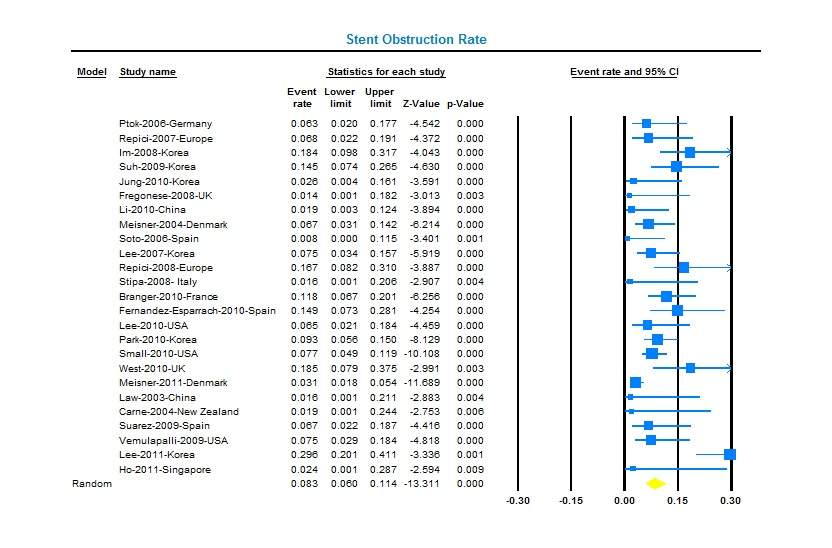 Stent Obstruction Rate
Model Study name Statistics for each study Event rate and 95% CI
Event Lower Upper
rate limit limit Z-Value p-Value
Ptok-2006-Germany 0.063 0.020 0.177 -4.542 0.000
Repici-2007-Europe 0.068 0.022 0.191 -4.372 0.000
Im-2008-Korea 0.184 0.098 0.317 -4.043 0.000
Suh-2009-Korea 0.145 0.074 0.265 -4.630 0.000
Jung-2010-Korea 0.026 0.004 0.161 -3.591 0.000
Fregonese-2008-UK 0.014 0.001 0.182 -3.013 0.003
Li-2010-China 0.019 0.003 0.124 -3.894 0.000
Meisner-2004-Denmark 0.067 0.031 0.142 -6.214 0.000
Soto-2006-Spain 0.008 0.000 0.115 -3.401 0.001
Lee-2007-Korea 0.075 0.034 0.157 -5.919 0.000
Repici-2008-Europe 0.167 0.082 0.310 -3.887 0.000
Stipa-2008- Italy 0.016 0.001 0.206 -2.907 0.004
Branger-2010-France 0.118 0.067 0.201 -6.256 0.000
Fernandez-Esparrach-2010-Spain 0.149 0.073 0.281 -4.254 0.000
Lee-2010-USA 0.065 0.021 0.184 -4.459 0.000
Park-2010-Korea 0.093 0.056 0.150 -8.129 0.000
Small-2010-USA 0.077 0.049 0.119 -10.108 0.000
West-2010-UK 0.185 0.079 0.375 -2.991 0.003
Meisner-2011-Denmark 0.031 0.018 0.054 -11.689 0.000
Law-2003-China 0.016 0.001 0.211 -2.883 0.004
Carne-2004-New Zealand 0.019 0.001 0.244 -2.753 0.006
Suarez-2009-Spain 0.067 0.022 0.187 -4.416 0.000
Vemulapalli-2009-USA 0.075 0.029 0.184 -4.818 0.000
Lee-2011-Korea 0.296 0.201 0.411 -3.336 0.001
Ho-2011-Singapore 0.024 0.001 0.287 -2.594 0.009
Random 0.083 0.060 0.114 -13.311 0.000
-0.30 -0.15 0.00 0.15 0.30